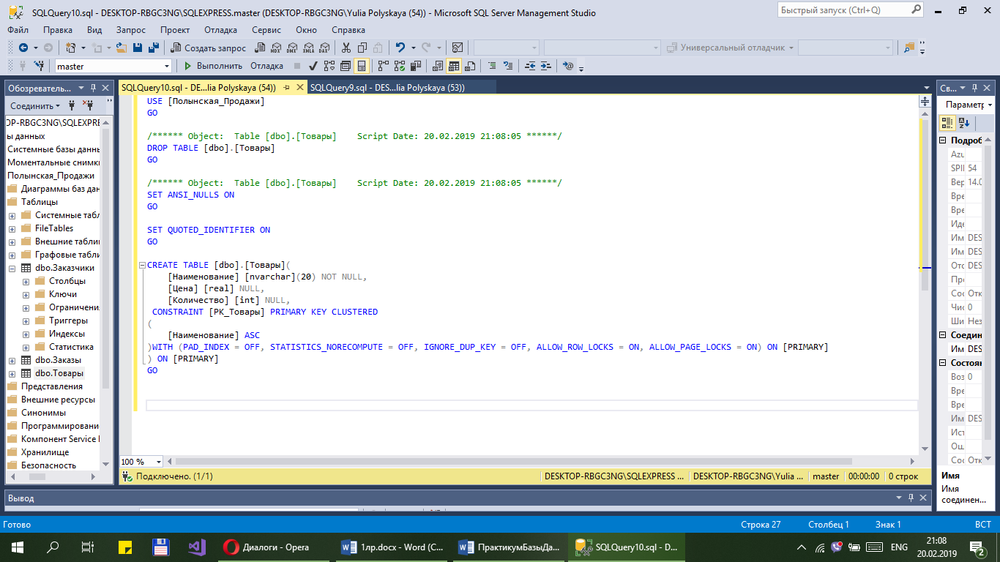 SQLQuery10.sql - DESKTOP-RBGC3NG\SQLEXPRESS.master (DESKTOP-RBGC3NG\Yulia Polyskaya (54)) - Microsoft SQL Server Management Studio
Быстрый запуск (Ctrl+Q)
Файл Правка Вид Запрос Проект Отладка Сервис Окно Справка
Создать запрос MDX DMX XMLA DAX Универсальный отладчик
master Выполнить Отладка
Обозреватель...
SQLQuery10.sql - DE...lia Polyskaya (54)) SQLQuery9.sql - DES...lia Polyskaya (53))
Соединить
DP-RBGC3NG\SQLEXPRE
ы данных
Системные базы данн
Моментальные снимк
Полынская_Продажи
Диаграммы баз дан
Таблицы
Системные табл
FileTables
Внешние таблиц
Графовые табли
dbo.Заказчики
Столбцы
Ключи
Ограничени
Триггеры
Индексы
Статистика
dbo.Заказы
dbo.Товары
Представления
Внешние ресурсы
Синонимы
Программировани
Компонент Service
Хранилище
Безопасность
USE [Полынская_Продажи]
GO
/****** Object:  Table [dbo].[Товары]    Script Date: 20.02.2019 21:08:05 ******/
DROP TABLE [dbo].[Товары]
GO
/****** Object:  Table [dbo].[Товары]    Script Date: 20.02.2019 21:08:05 ******/
SET ANSI_NULLS ON
GO
SET QUOTED_IDENTIFIER ON
GO
CREATE TABLE [dbo].[Товары](
[Наименование] [nvarchar](20) NOT NULL,
[Цена] [real] NULL,
[Количество] [int] NULL,
CONSTRAINT [PK_Товары] PRIMARY KEY CLUSTERED
(
[Наименование] ASC
)WITH (PAD_INDEX = OFF, STATISTICS_NORECOMPUTE = OFF, IGNORE_DUP_KEY = OFF, ALLOW_ROW_LOCKS = ON, ALLOW_PAGE_LOCKS = ON) ON [PRIMARY]
) ON [PRIMARY]
GO
100 %
Подключено. (1/1) DESKTOP-RBGC3NG\SQLEXPRESS ... DESKTOP-RBGC3NG\Yulia ... master 00:00:00 0 строк
Св...
Параметр
Подроб
Azu
SPI 54
Вер 14.0
Вре
Вре
Иде
Им DES
Им DES
Отс DES
Про
Сос Отк
Чис 0
Ши Нез
Соедин
Им DES
Состоян
Воз 0
Вре
Вре
Им DES
Ист
Ош
Сос Отк
Имя
Имя
соединен...
Вывод
Готово Строка 27 Столбец 1 Знак 1 ВСТ
Диалоги - Opera 1лр.docx - Word (С... ПрактикумБазыДа... SQLQuery10.sql - D... ENG 21:08
20.02.2019 2